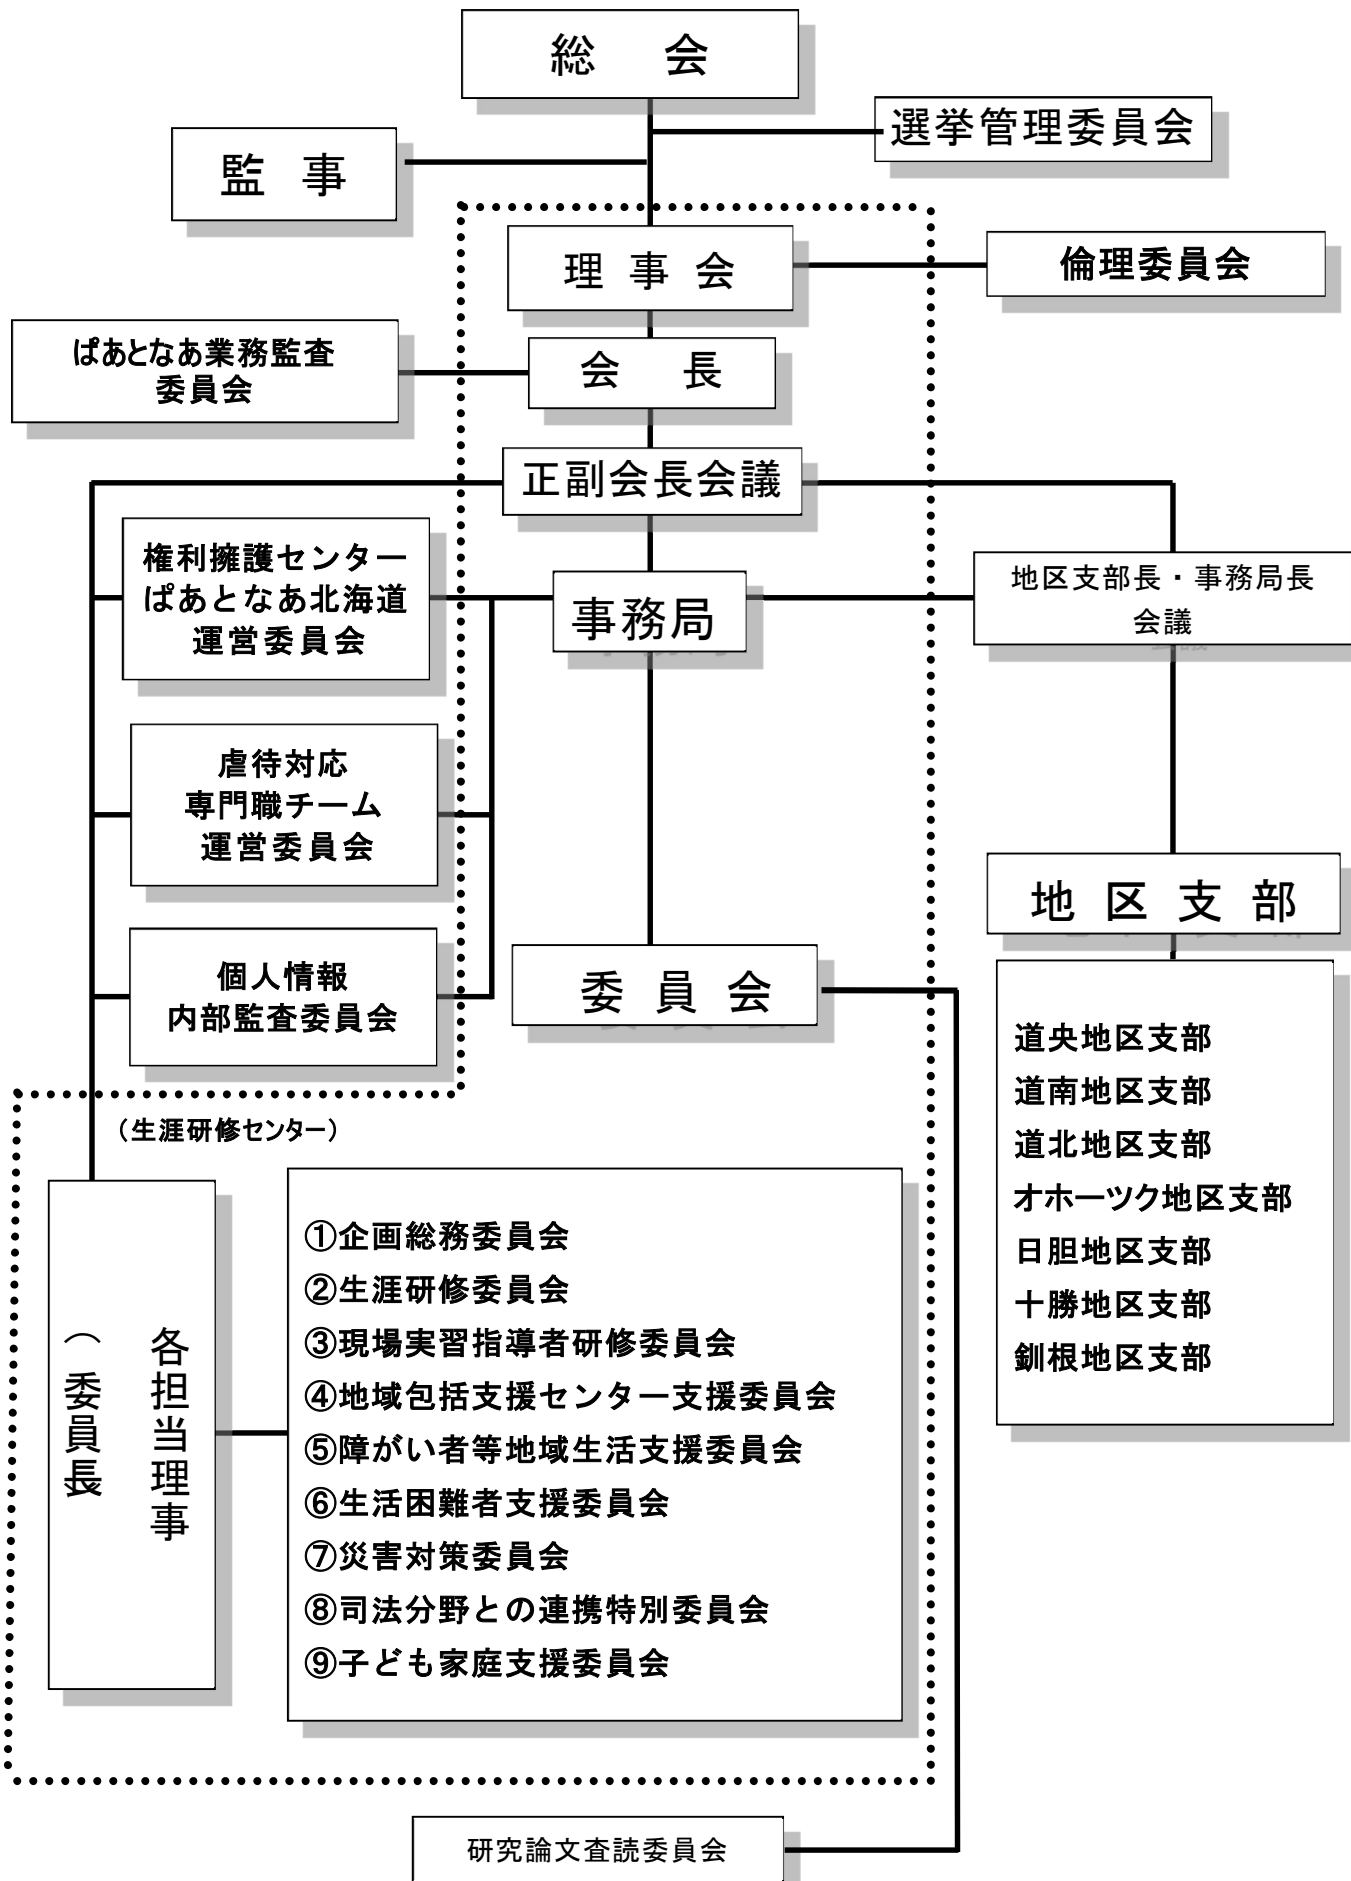 総　会
選挙管理委員会
監　事
理 事 会
倫理委員会
ぱあとなあ業務監査
委員会
会　長
正副会長会議
権利擁護センター
ぱあとなあ北海道
運営委員会
事務局
地区支部長・事務局長
会議
虐待対応
専門職チーム
運営委員会
地 区 支 部
個人情報
内部監査委員会
委 員 会
道央地区支部
道南地区支部
道北地区支部
オホーツク地区支部
日胆地区支部
十勝地区支部
釧根地区支部
（生涯研修センター）
各担当理事
（委員長
①企画総務委員会
②生涯研修委員会
③現場実習指導者研修委員会
④地域包括支援センター支援委員会
⑤障がい者等地域生活支援委員会
⑥生活困難者支援委員会
⑦災害対策委員会
⑧司法分野との連携特別委員会
⑨子ども家庭支援委員会
研究論文査読委員会